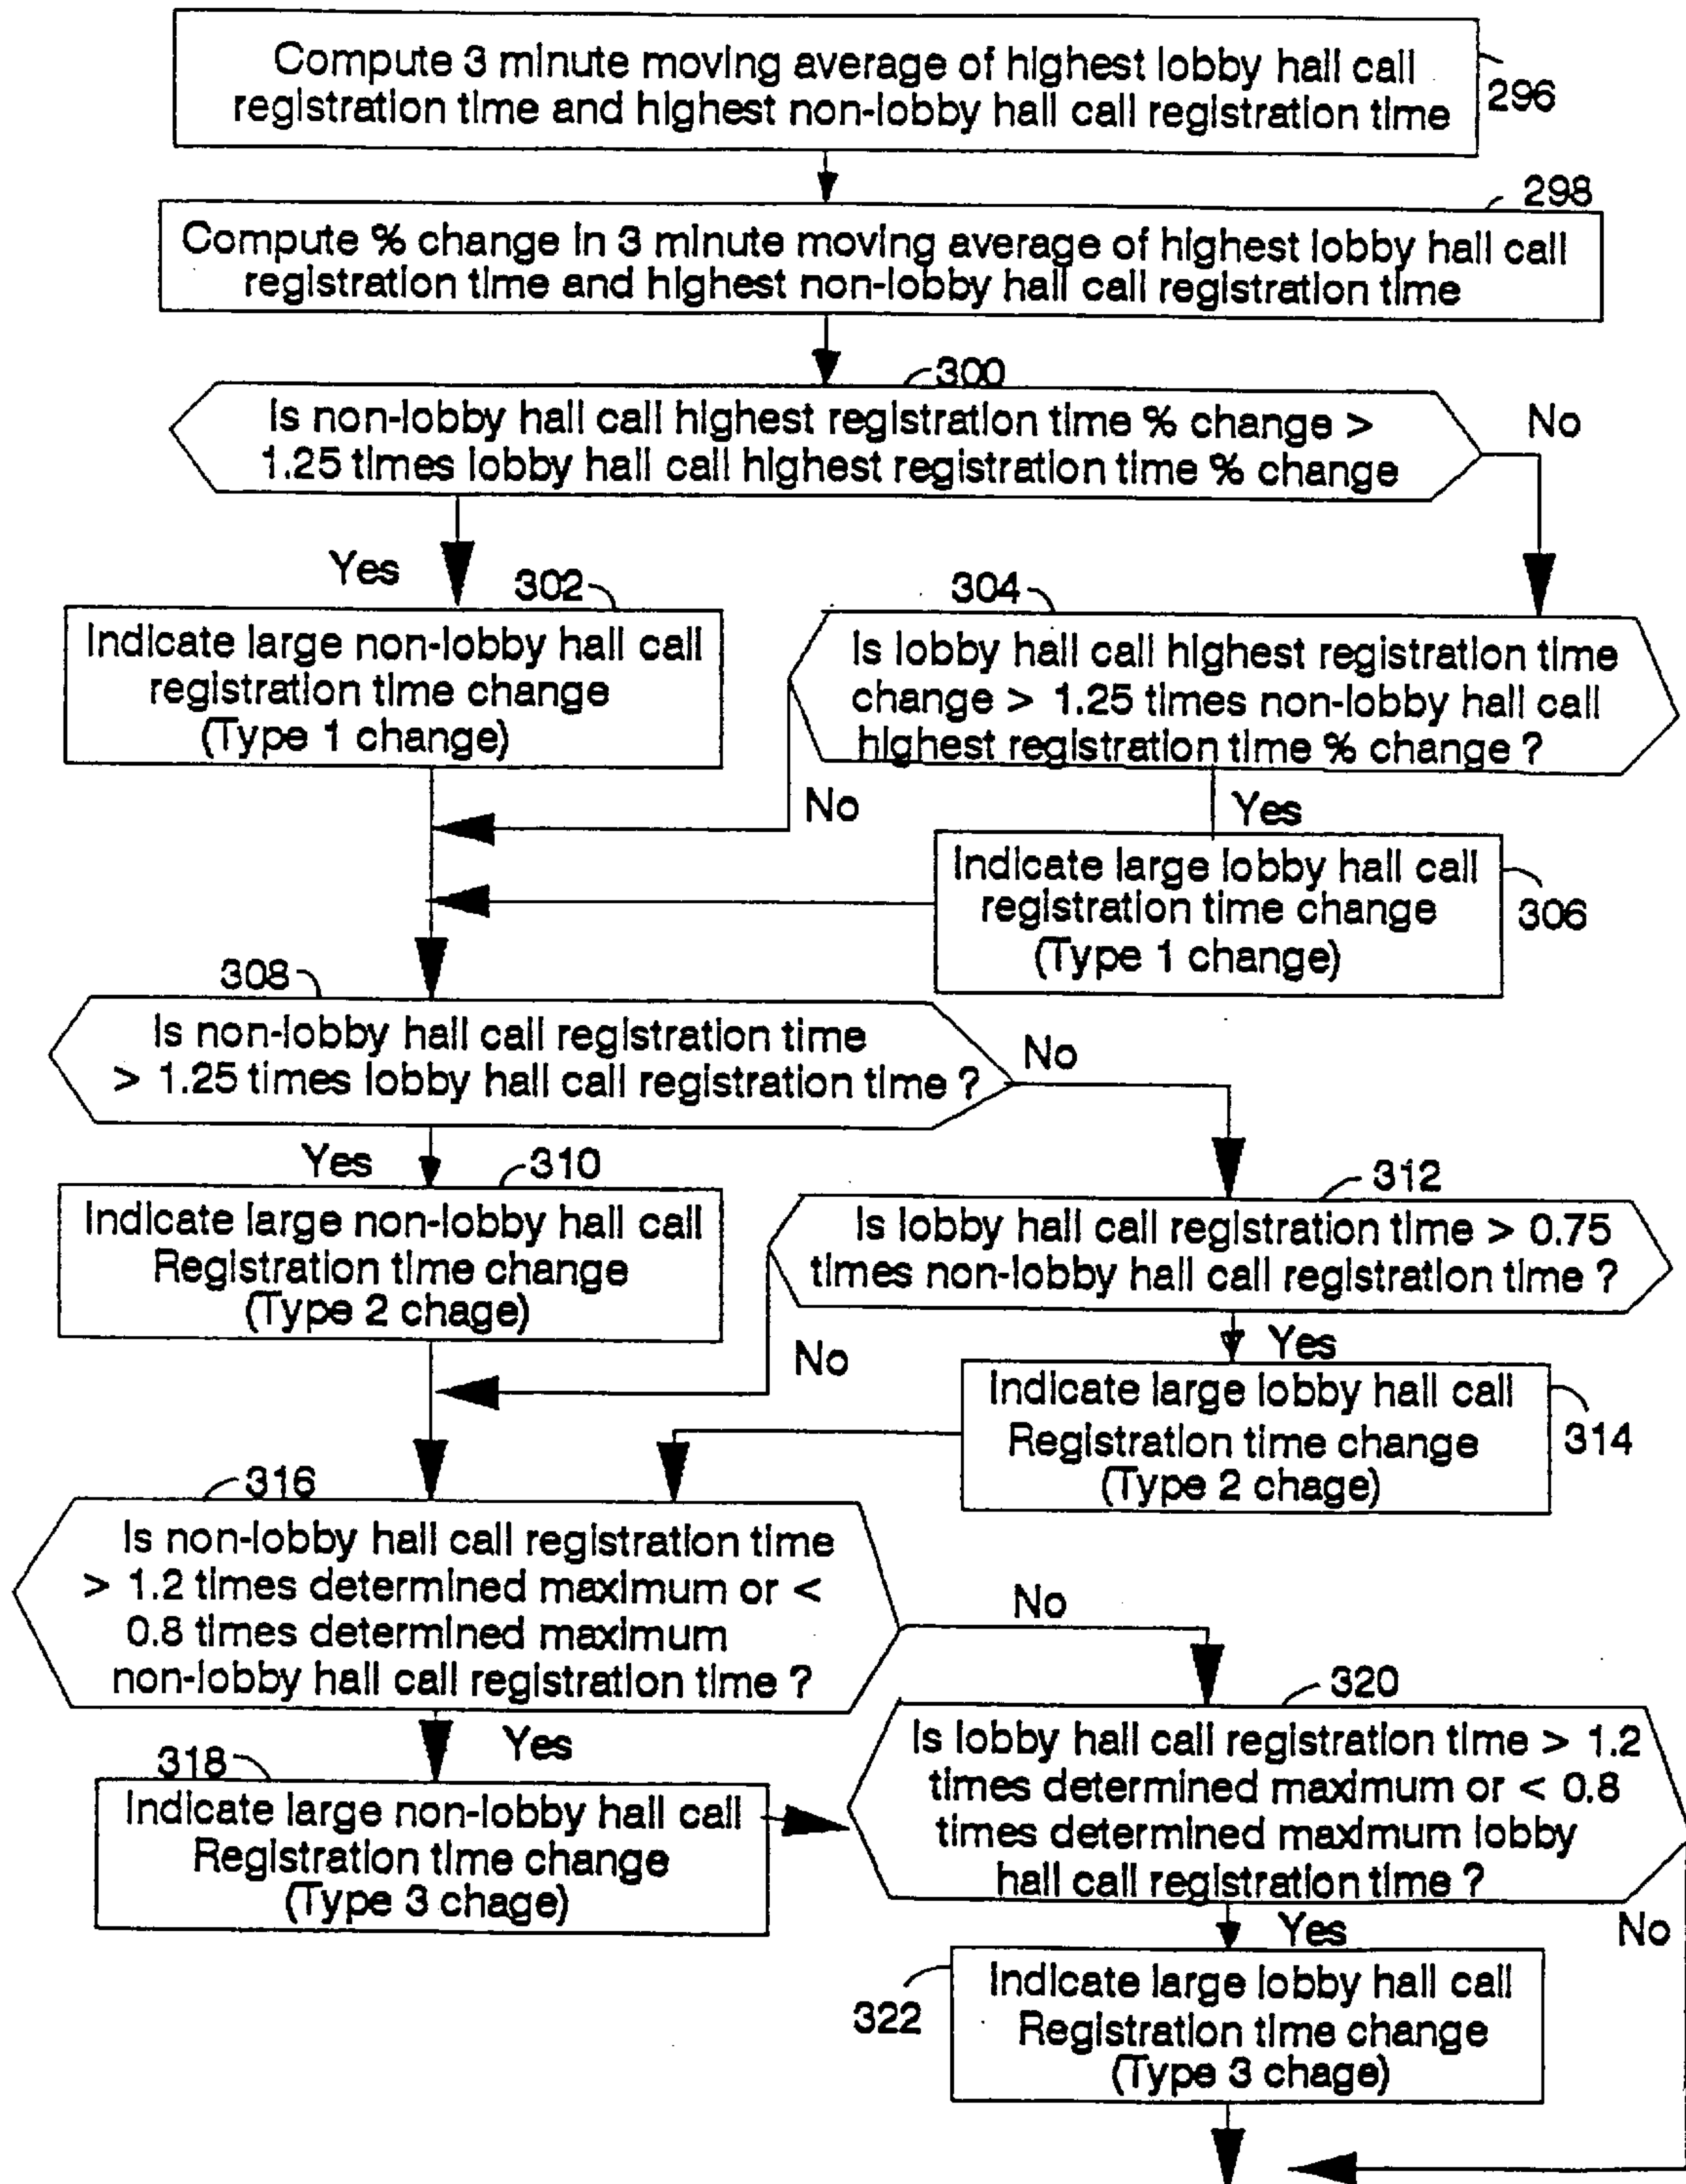 Compute 3 minute moving average of highest lobby hall call
registration time and highest non-lobby hall call registration time
296
298
Compute % change in 3 minute moving average of highest lobby hall call
registration time and highest non-lobby hall call registration time
300
Is non-lobby hall call highest registration time % change >
1.25 times lobby hall call highest registration time % change
No
Yes
302
Indicate large non-lobby hall call
registration time change
(Type 1 change)
304
Is lobby hall call highest registration time
change > 1.25 times non-lobby hall call
highest registration time % change ?
No
Yes
Indicate large lobby hall call
registration time change
(Type 1 change)
306
308
Is non-lobby hall call registration time
> 1.25 times lobby hall call registration time ?
No
Yes
310
Indicate large non-lobby hall call
Registration time change
(Type 2 chage)
312
Is lobby hall call registration time > 0.75
times non-lobby hall call registration time ?
No
Yes
Indicate large lobby hall call
Registration time change
(Type 2 chage)
314
316
Is non-lobby hall call registration time
> 1.2 times determined maximum or <
0.8 times determined maximum
non-lobby hall call registration time ?
No
Yes
318
Indicate large non-lobby hall call
Registration time change
(Type 3 chage)
320
Is lobby hall call registration time > 1.2
times determined maximum or < 0.8
times determined maximum lobby
hall call registration time ?
Yes
No
322
Indicate large lobby hall call
Registration time change
(Type 3 chage)